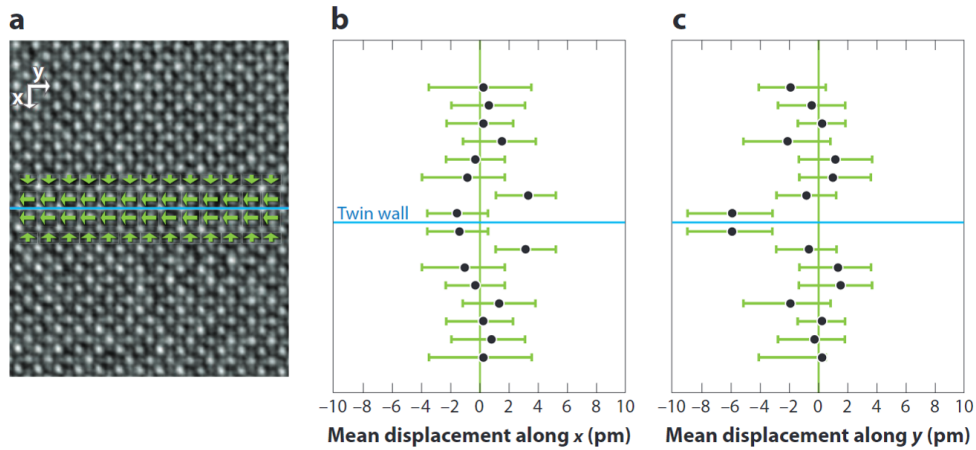 a
b
c
y
x
Twin wall
−10 −8 −6 −4 −2 0 2 4 6 8 10
−10 −8 −6 −4 −2 0 2 4 6 8 10
Mean displacement along x (pm)
Mean displacement along y (pm)